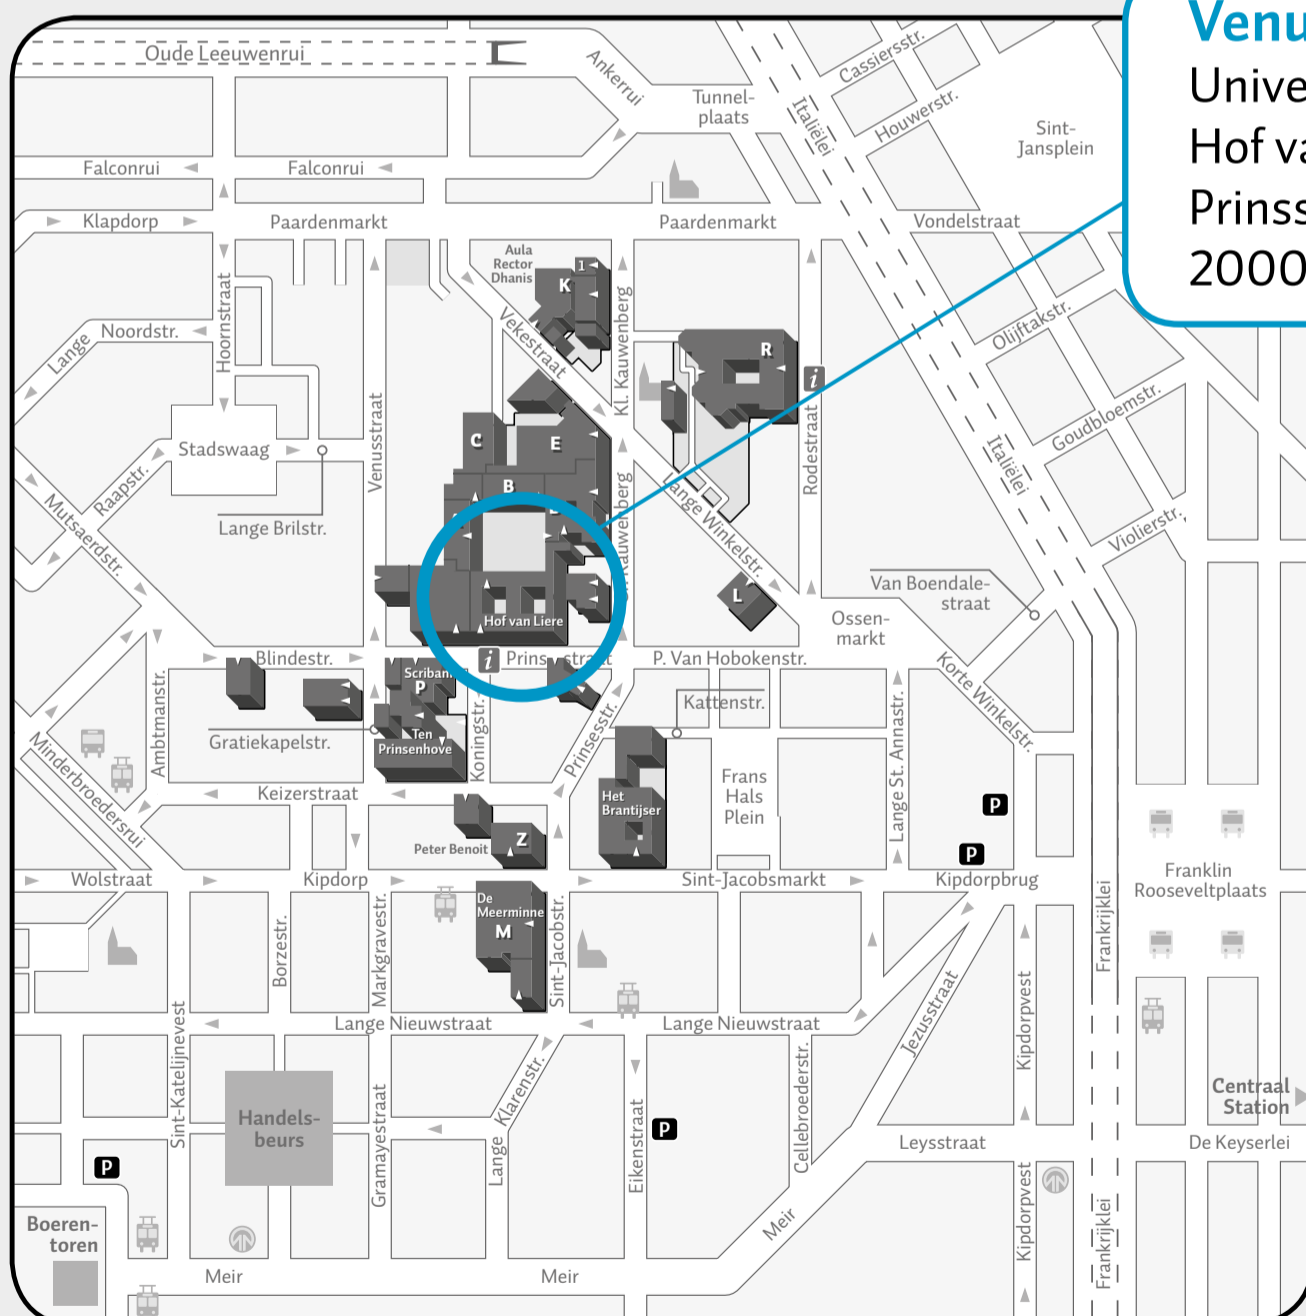 Venu
Unive
Hof va
Prinss
2000
Oude Leeuwenrui
Ankerrui
Tunnel-
plaats
Italiëlei
Cassiersstr.
Houwerstr.
Sint-
Jansplein
Falconrui
Falconrui
Klapdorp
Paardenmarkt
Paardenmarkt
Vondelstraat
Aula
Rector
Dhanis
1
K
Hoornstraat
Noordstr.
Lange
Vekestraat
Kl. Kauwenberg
R
i
Olijftakstr.
Goudbloemstr.
Italiëlei
Violierstr.
Stadswaag
Venusstraat
C
E
B
Rodestraat
Raapstr.
Mutsaerdstr.
Lange Brilstr.
Lange Winkelstr.
Kauwenberg
L
Van Boendale-
straat
Ossen-
markt
Hof van Liere
Blindestr.
i
Prins
straat
P. Van Hobokenstr.
Korte Winkelstr.
Scriban
P
Ten
Prinsenhove
Koningstr.
Prinsesstr.
Kattenstr.
Ambtmanstr.
Gratiekapelstr.
Minderbroedersrui
Keizerstraat
Het
Brantijser
Frans
Hals
Plein
Lange St. Annastr.
P
P
Peter Benoit
Z
Wolstraat
Kipdorp
Sint-Jacobsmarkt
Kipdorpbrug
Franklin
Rooseveltplaats
De
Meerminne
M
Borzestr.
Markgravestr.
Sint-Jacobstr.
Frankrijklei
Sint-Katelijnevest
Lange Nieuwstraat
Lange Nieuwstraat
Jezusstraat
Kipdorpvest
Handels-
beurs
Gramayestraat
Lange
Klarenstr.
Eikenstraat
P
Cellebroederstr.
Leysstraat
Centraal
Station
De Keyserlei
P
Boeren-
toren
Meir
Meir
Meir
Kipdorpvest
Frankrijklei